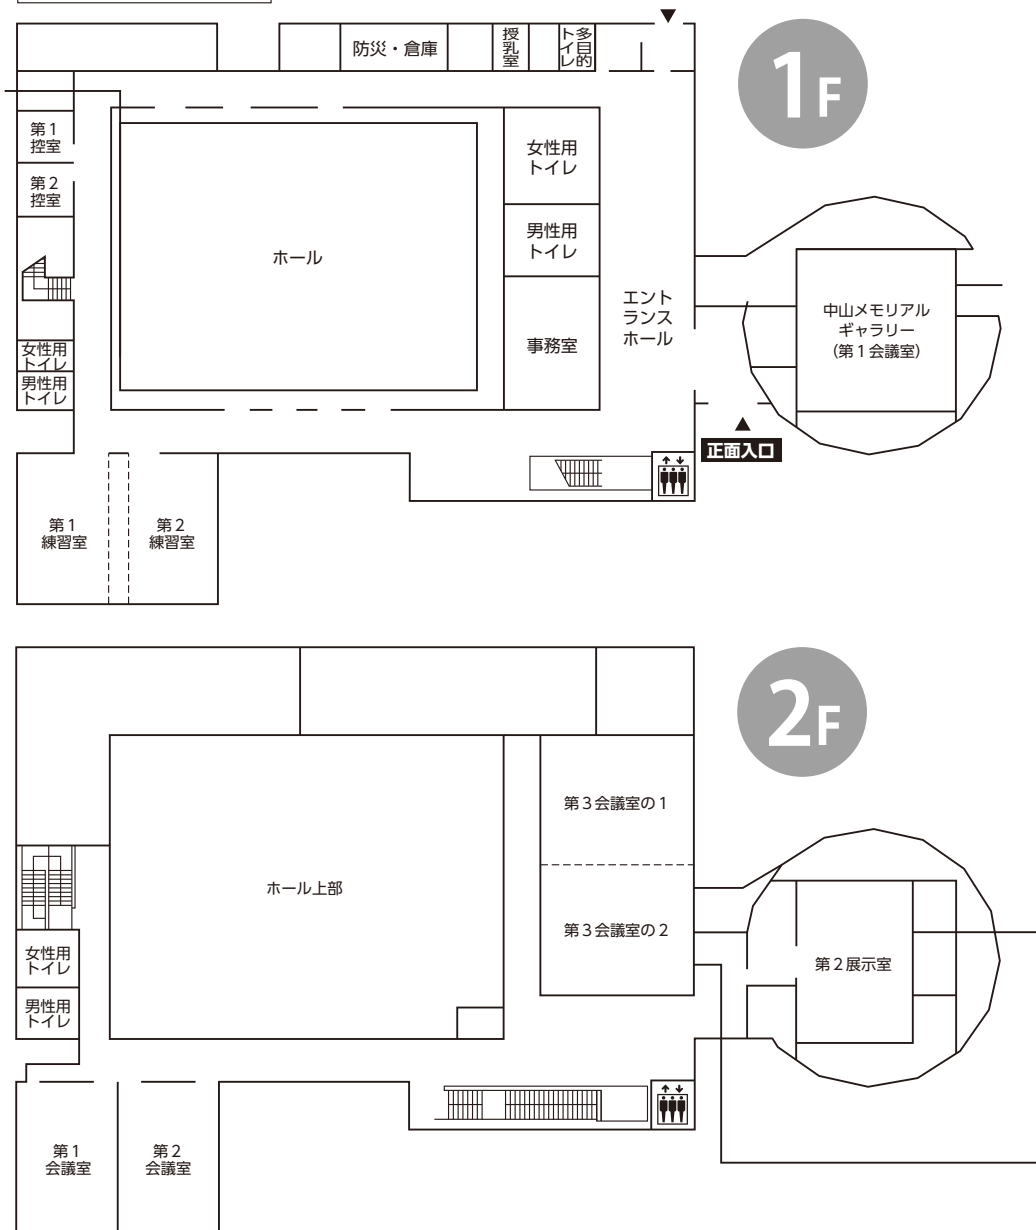 防災・倉庫
授乳室
多目的
トイレ
1F
第1
控室
第2
控室
女性用
トイレ
男性用
トイレ
ホール
女性用
トイレ
男性用
トイレ
事務室
エント
ランス
ホール
中山メモリアル
ギャラリー
(第1会議室)
正面入口
第1
練習室
第2
練習室
2F
第3会議室の1
第3会議室の2
ホール上部
第2展示室
女性用
トイレ
男性用
トイレ
第1
会議室
第2
会議室